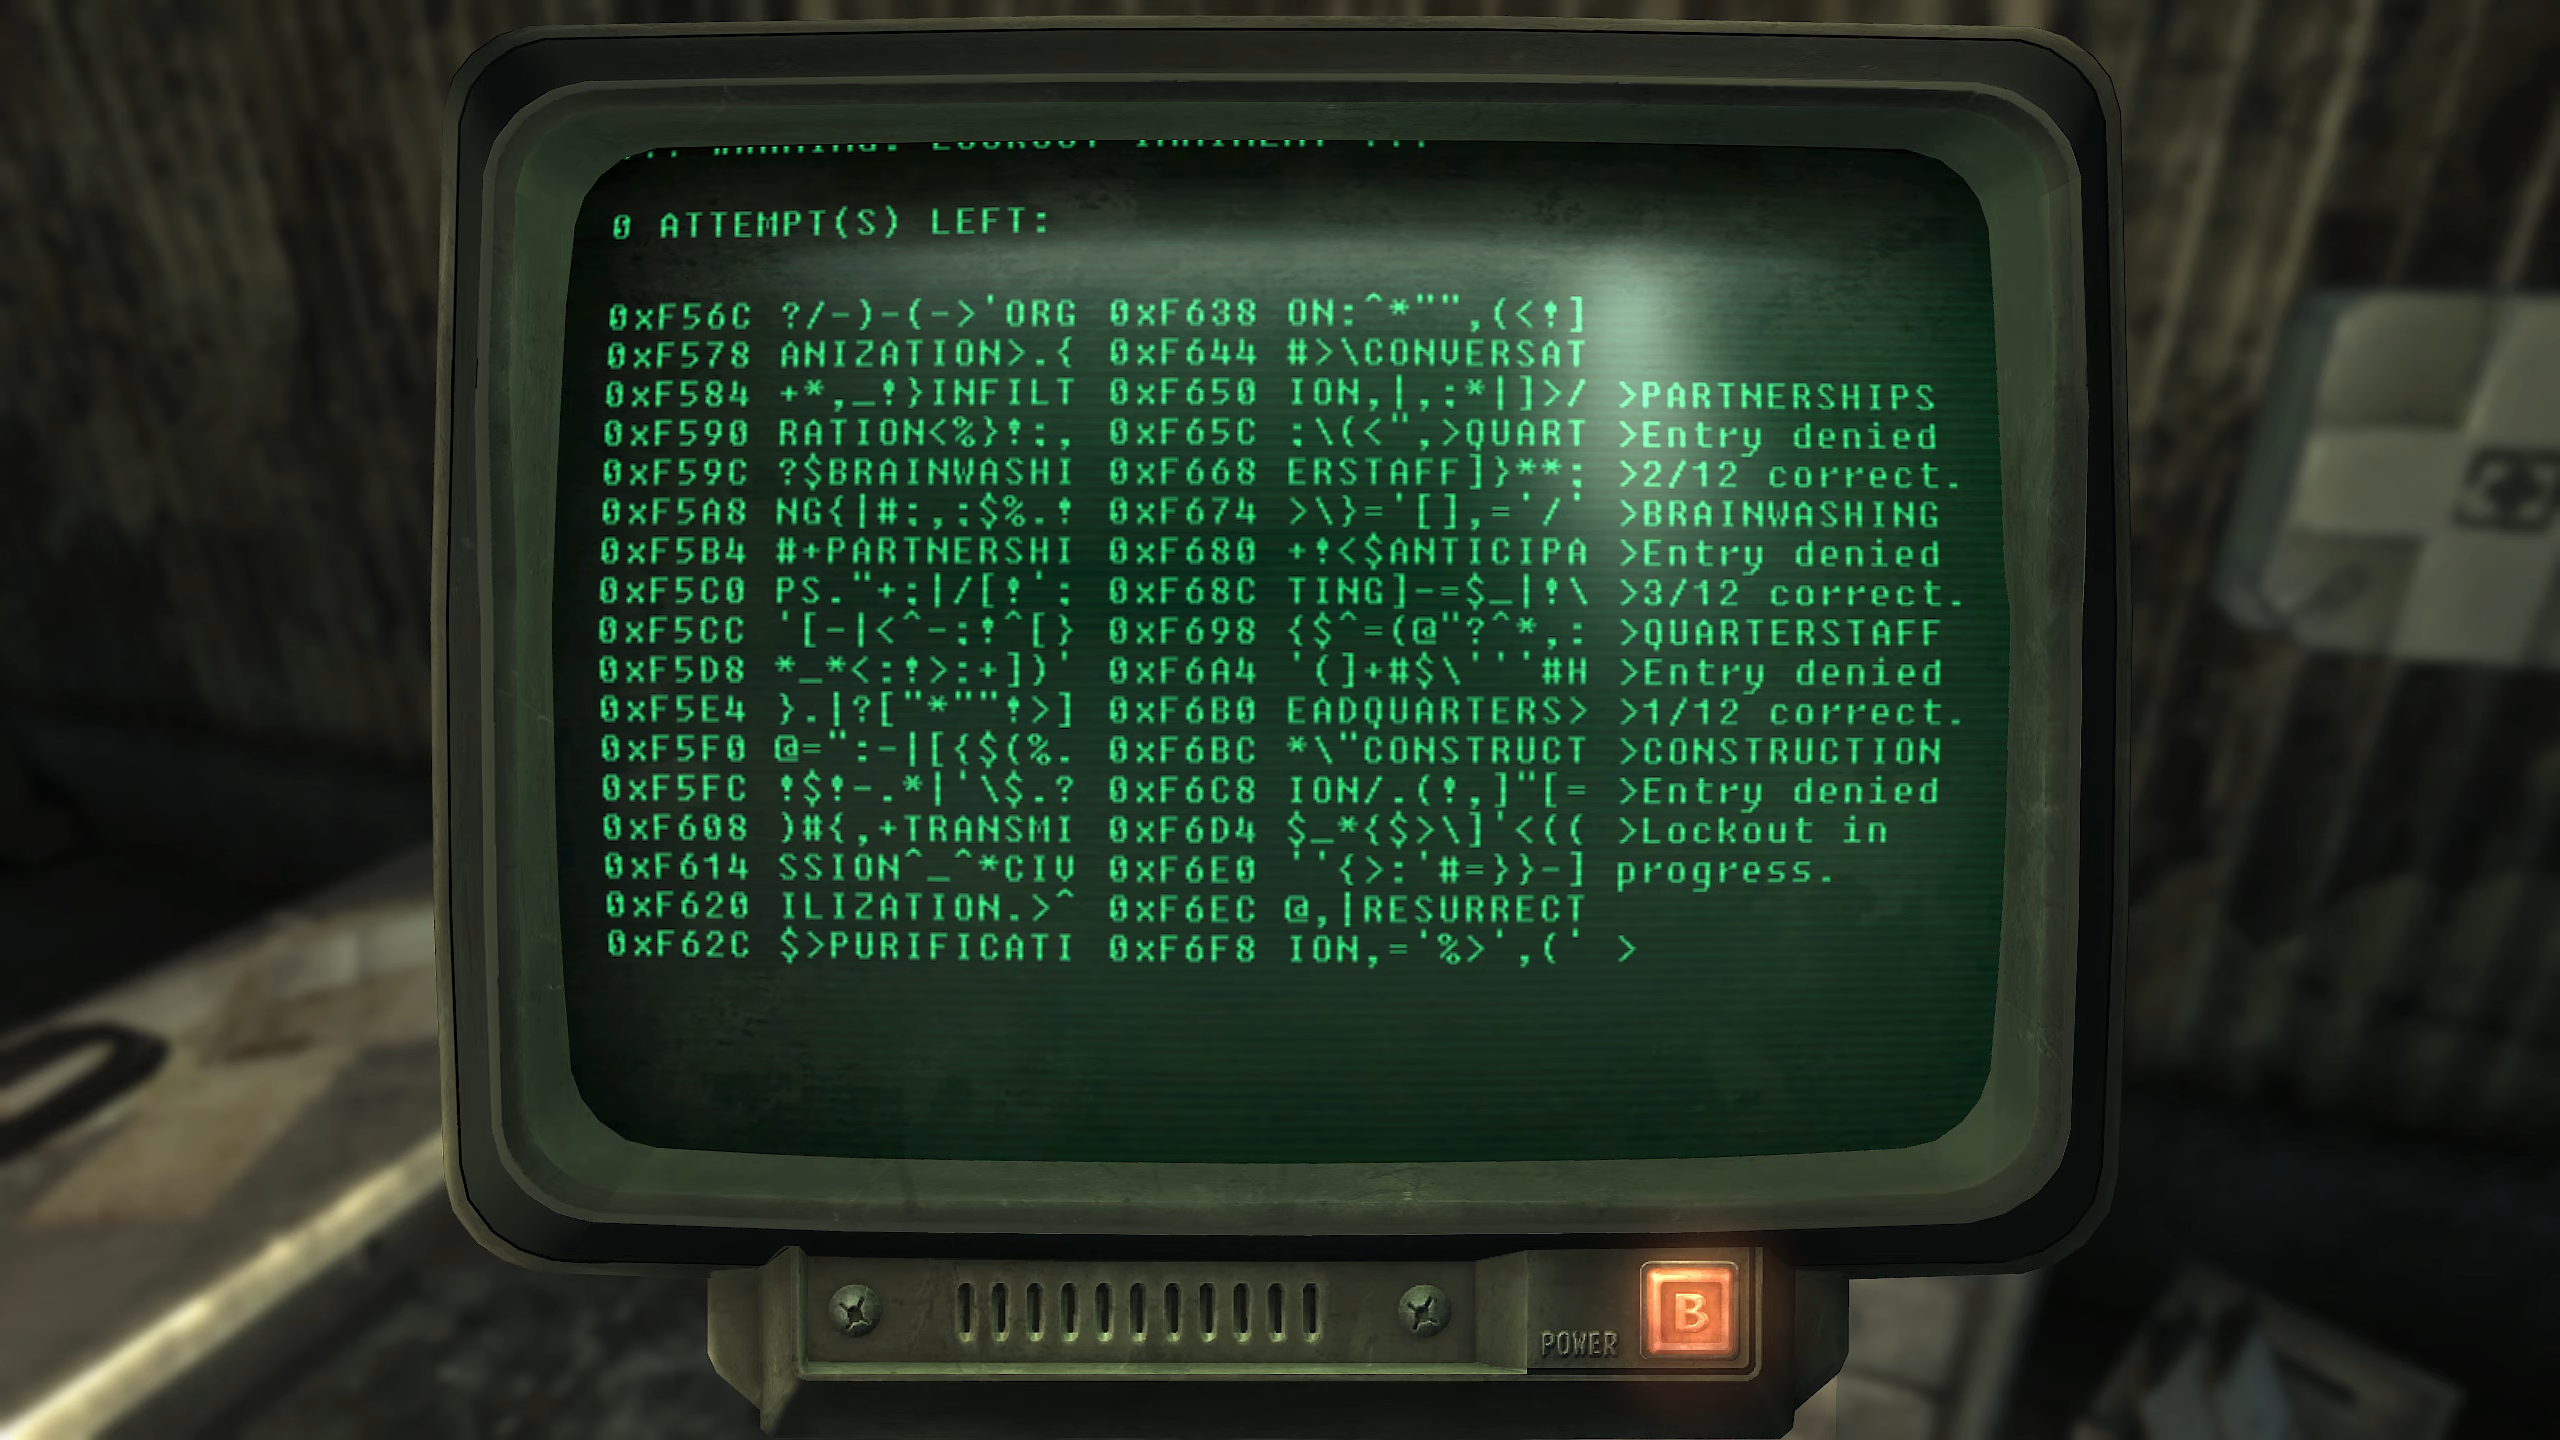 0 ATTEMPT(S) LEFT:
0xF56C ?/-)-(->'ORG 0xF638 ON:^*"",(<!]
0xF578 ANIZATION>.{ 0xF644 #>\CONVERSAT
0xF584 +*,_!}INFILT 0xF650 ION,|,:*|]>/ >PARTNERSHIPS
0xF590 RATION<%}!;, 0xF65C ;\(<",>QUART >Entry denied
0xF59C ?$BRAINWASHI 0xF668 ERSTAFF]}**; >2/12 correct.
0xF5A8 NG{|#;,:$%.! 0xF674 >\}='[],='/' >BRAINWASHING
0xF5B4 #+PARTNERSHI 0xF680 +!<$ANTICIPA >Entry denied
0xF5C0 PS."+;|/[!'; 0xF68C TING]-=$_|!\ >3/12 correct.
0xF5CC '[-|<^-;!^[} 0xF698 {$^=(@"?^*,: >QUARTERSTAFF
0xF5D8 *_*<:!>:+])' 0xF6A4 '(]+#$\'''#H >Entry denied
0xF5E4 }.|?["*""!>] 0xF6B0 EADQUARTERS> >1/12 correct.
0xF5F0 @=":-|[{$(%. 0xF6BC *\"CONSTRUCT >CONSTRUCTION
0xF5FC !$!-.*|'\$.? 0xF6C8 ION/.(!,]"[= >Entry denied
0xF608 )#{,+TRANSMI 0xF6D4 $_*{$>\]'<(( >Lockout in
0xF614 SSION^_^*CIV 0xF6E0 ''{>:'#=}}-] progress.
0xF620 ILIZATION.>^ 0xF6EC @,|RESURRECT
0xF62C $>PURIFICATI 0xF6F8 ION,='%>',(' >
POWER
B